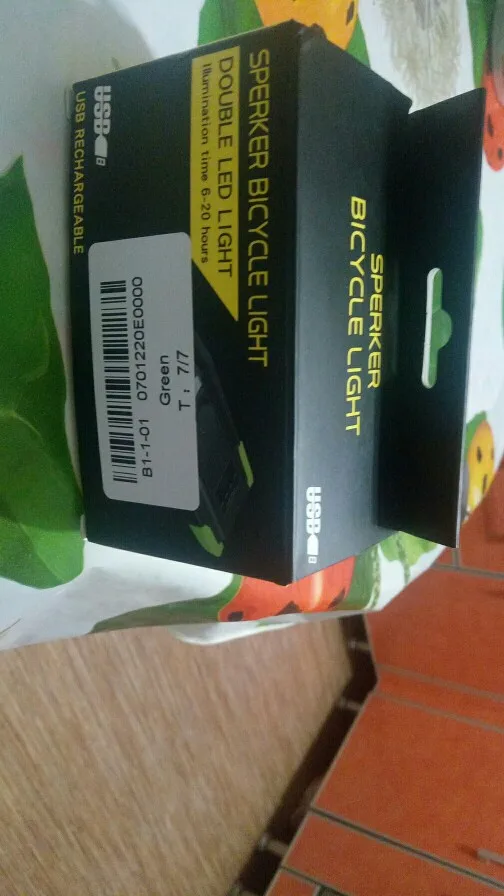 SPERKER BICYCLE LIGHT
DOUBLE LED LIGHT
Illumination time 6-20 hours
USB
USB RECHARGEABLE
0701220E0000
B1-1-01
Green
T : 7/7
SPERKER
BICYCLE LIGHT
USB